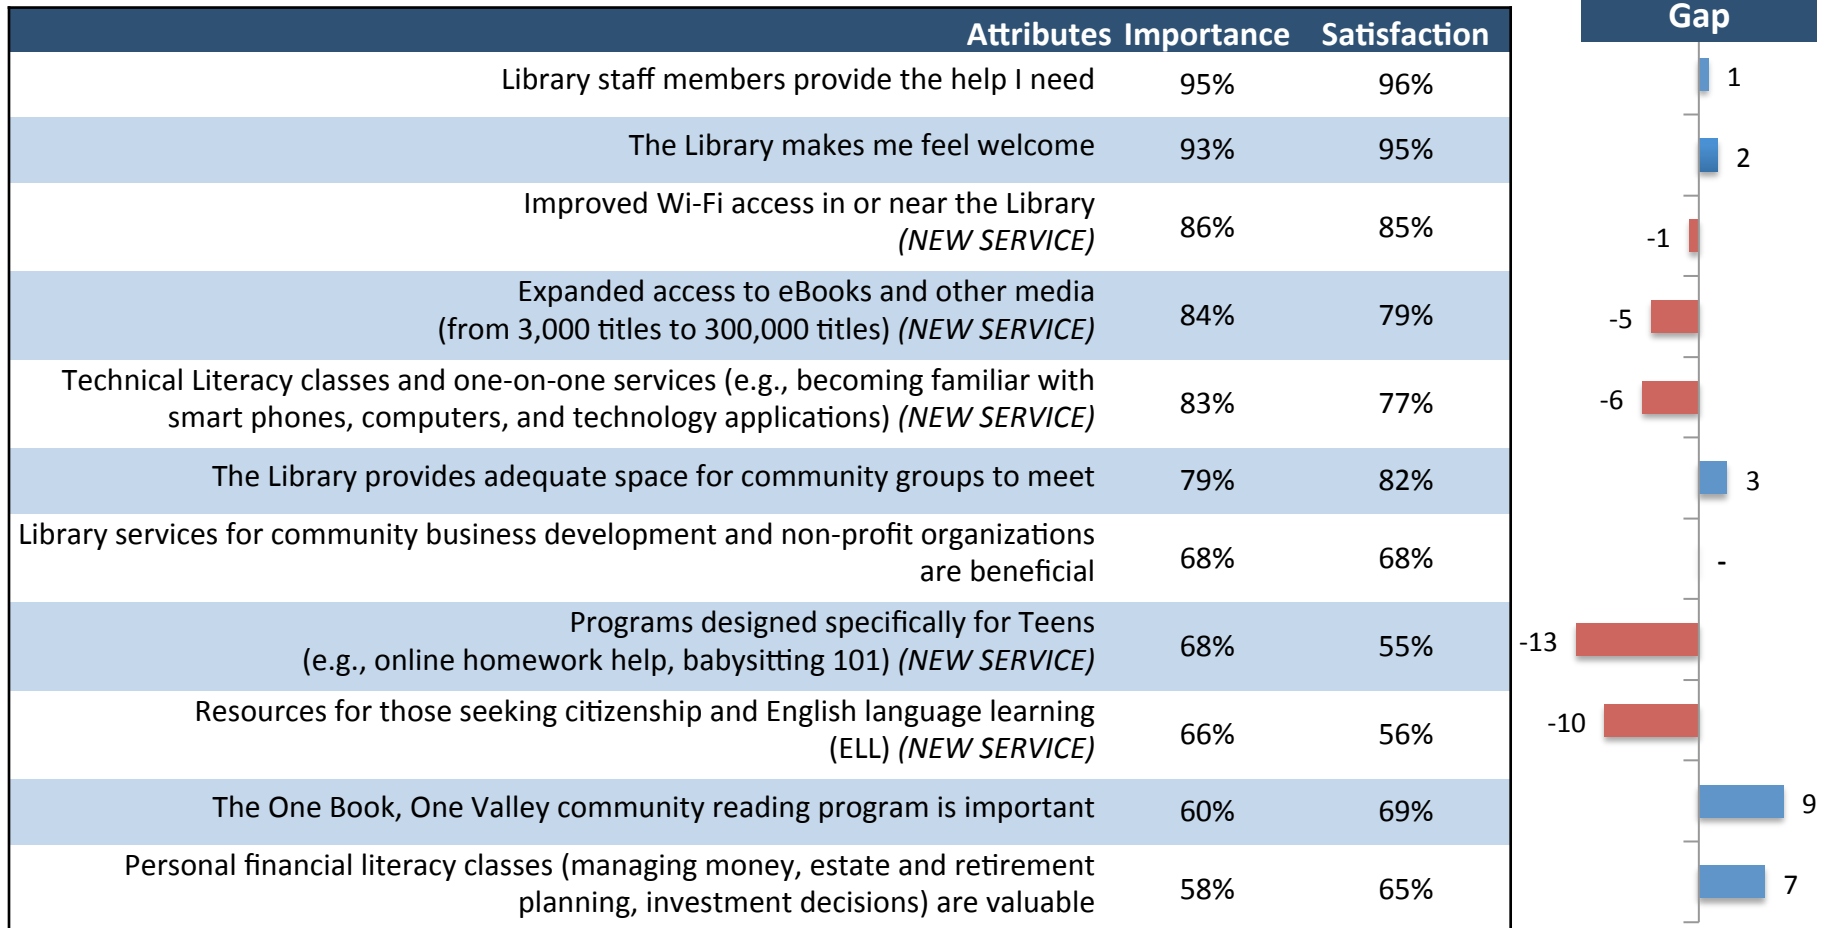 Attributes Importance Satisfaction Gap
Library staff members provide the help I need 95% 96% 1
The Library makes me feel welcome 93% 95% 2
Improved Wi-Fi access in or near the Library
(NEW SERVICE) 86% 85% -1
Expanded access to eBooks and other media
(from 3,000 titles to 300,000 titles) (NEW SERVICE) 84% 79% -5
Technical Literacy classes and one-on-one services (e.g., becoming familiar with
smart phones, computers, and technology applications) (NEW SERVICE) 83% 77% -6
The Library provides adequate space for community groups to meet 79% 82% 3
Library services for community business development and non-profit organizations
are beneficial 68% 68% -
Programs designed specifically for Teens
(e.g., online homework help, babysitting 101) (NEW SERVICE) 68% 55% -13
Resources for those seeking citizenship and English language learning
(ELL) (NEW SERVICE) 66% 56% -10
The One Book, One Valley community reading program is important 60% 69% 9
Personal financial literacy classes (managing money, estate and retirement
planning, investment decisions) are valuable 58% 65% 7